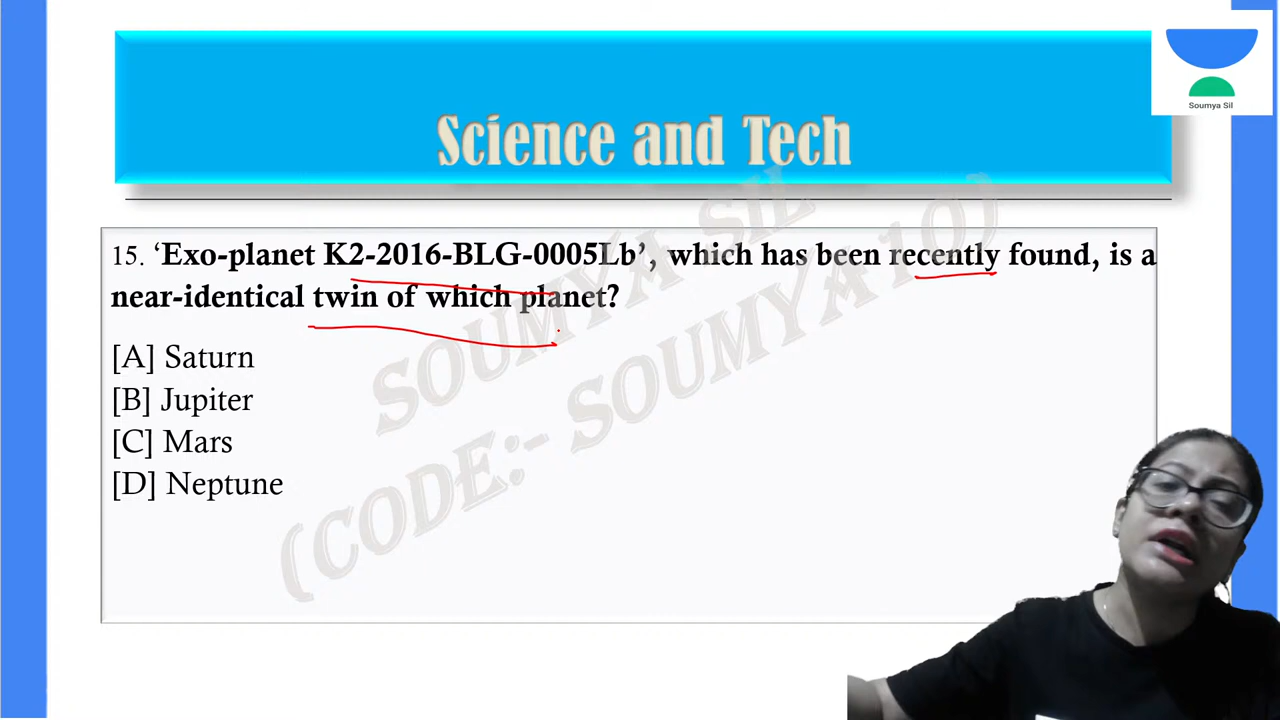 Soumya Sil
Science and Tech
15. ‘Exo-planet K2-2016-BLG-0005Lb’, which has been recently found, is a
near-identical twin of which planet?
[A] Saturn
[B] Jupiter
[C] Mars
[D] Neptune
SOUMYA SIL
(CODE:- SOUMYA10)